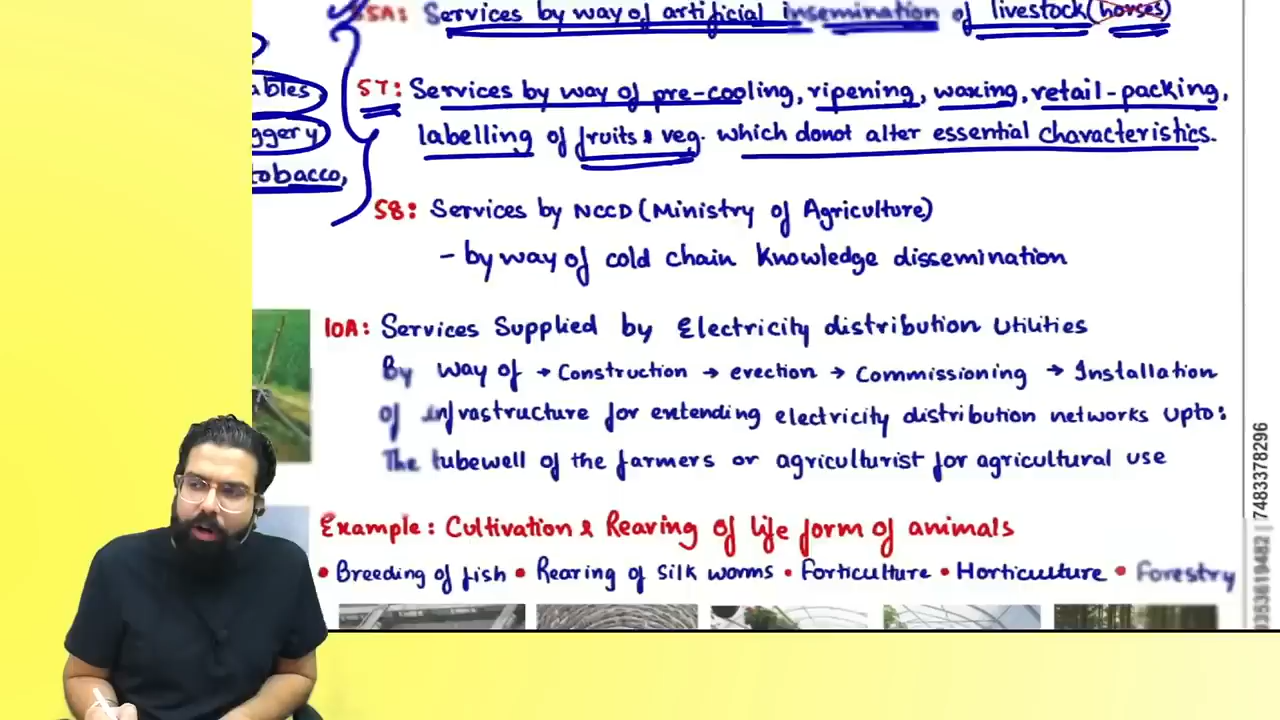 55A: Services by way of artificial insemination of livestock (horses)
57: Services by way of pre-cooling, ripening, waxing, retail-packing,
labelling of fruits & veg. which donot alter essential characteristics.
ables
ggery
tobacco,
58: Services by NCCD (Ministry of Agriculture)
- by way of cold chain Knowledge dissemination
10A: Services Supplied by Electricity distribution Utilities
By way of → Construction → erection → Commissioning → Installation
of infrastructure for extending electricity distribution networks upto:
The tubewell of the farmers or agriculturist for agricultural use
Example: Cultivation & Rearing of life form of animals
• Breeding of fish • Rearing of Silk worms • Forticulture • Horticulture • Forestry
9353619482 | 7483378296